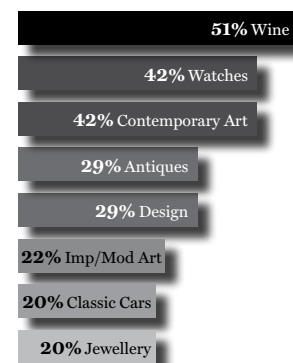 51% Wine
42% Watches
42% Contemporary Art
29% Antiques
29% Design
22% Imp/Mod Art
20% Classic Cars
20% Jewellery